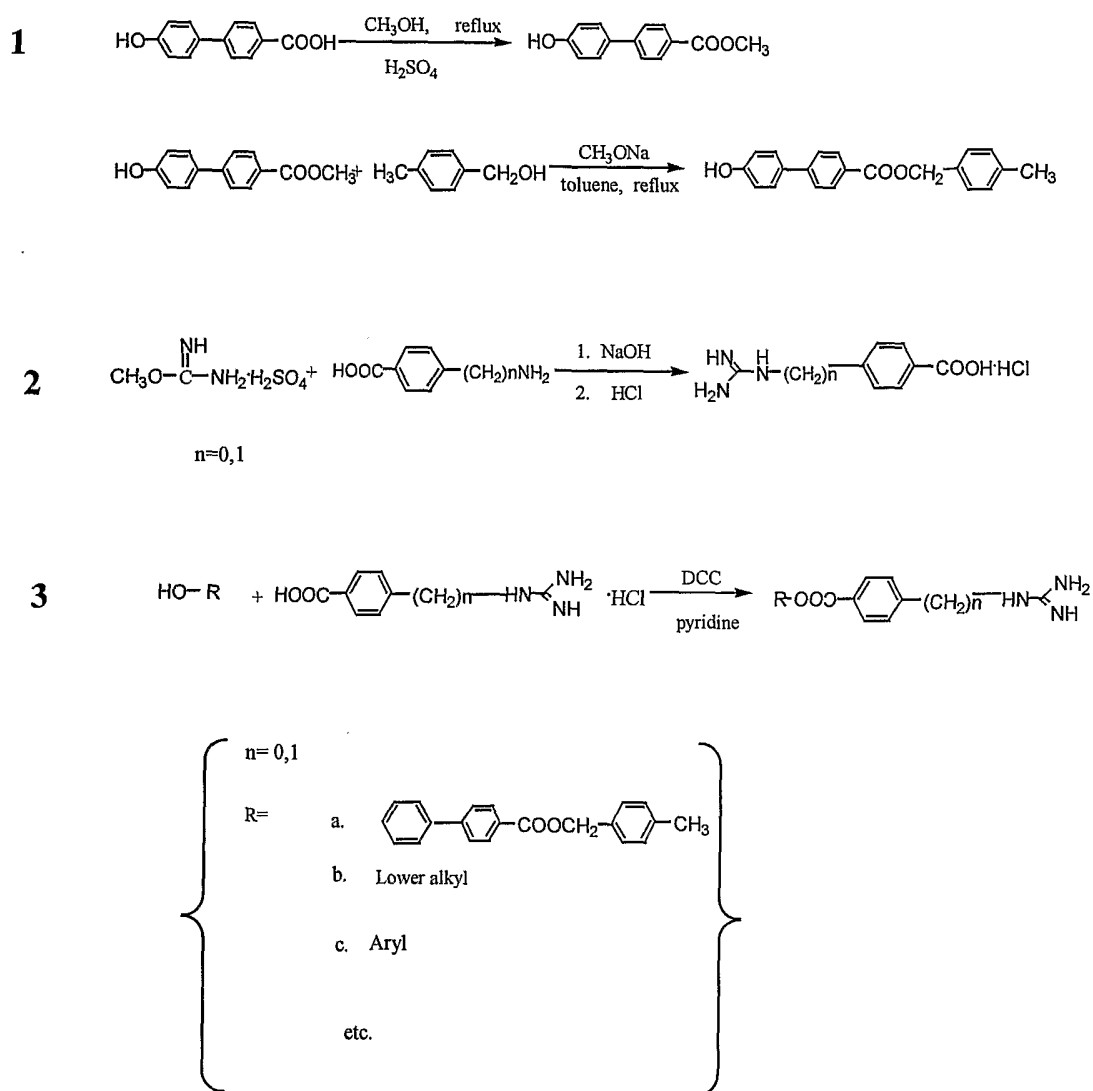 1
HO COOH CH₃OH, reflux H₂SO₄ HO COOCH₃
HO COOCH₃+ H₃C CH₂OH CH₃ONa toluene, reflux HO COOCH₂ CH₃
2
NH
CH₃O-C-NH₂·H₂SO₄+ HOOC (CH₂)nNH₂ 1. NaOH 2. HCl HN H₂N H N-(CH₂)n COOH·HCl
n=0,1
3
HO-R + HOOC (CH₂)n HN NH₂ NH ·HCl DCC pyridine R-OOC (CH₂)n HN NH₂ NH
n= 0,1
R= a. COOCH₂ CH₃
b. Lower alkyl
c. Aryl
etc.